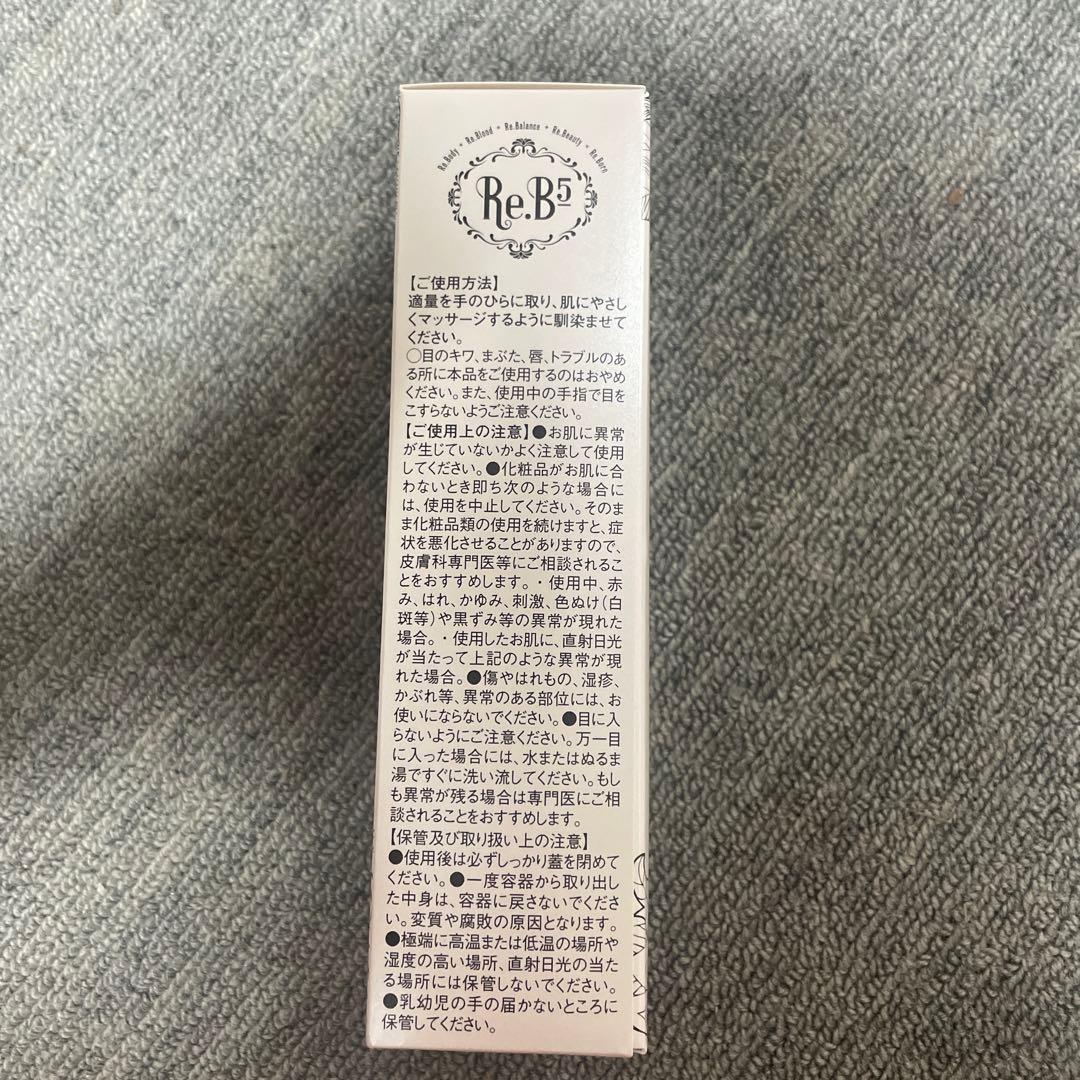 Re.Body + Re.Blood + Re.Balance + Re.Beauty + Re.Born
Re.B5
【ご使用方法】
適量を手のひらに取り、肌にやさし
くマッサージするように馴染ませて
ください。
○目のキワ、まぶた、唇、トラブルのあ
る所に本品をご使用するのはおやめ
ください。また、使用中の手指で目を
こすらないようご注意ください。
【ご使用上の注意】●お肌に異常
が生じていないかよく注意して使用
してください。●化粧品がお肌に合
わないとき即ち次のような場合に
は、使用を中止してください。そのま
ま化粧品類の使用を続けますと、症
状を悪化させることがありますので、
皮膚科専門医等にご相談されるこ
とをおすすめします。・使用中、赤
み、はれ、かゆみ、刺激、色ぬけ(白
斑等)や黒ずみ等の異常が現れた
場合。・使用したお肌に、直射日光
が当たって上記のような異常が現
れた場合。●傷やはれもの、湿疹、
かぶれ等、異常のある部位には、お
使いにならないでください。●目に入
らないようにご注意ください。万一目
に入った場合には、水またはぬるま
湯ですぐに洗い流してください。もし
も異常が残る場合は専門医にご相
談されることをおすすめします。
【保管及び取り扱い上の注意】
●使用後は必ずしっかり蓋を閉めて
ください。●一度容器から取り出し
た中身は、容器に戻さないでくださ
い。変質や腐敗の原因となります。
●極端に高温または低温の場所や
湿度の高い場所、直射日光の当た
る場所には保管しないでください。
●乳幼児の手の届かないところに
保管してください。